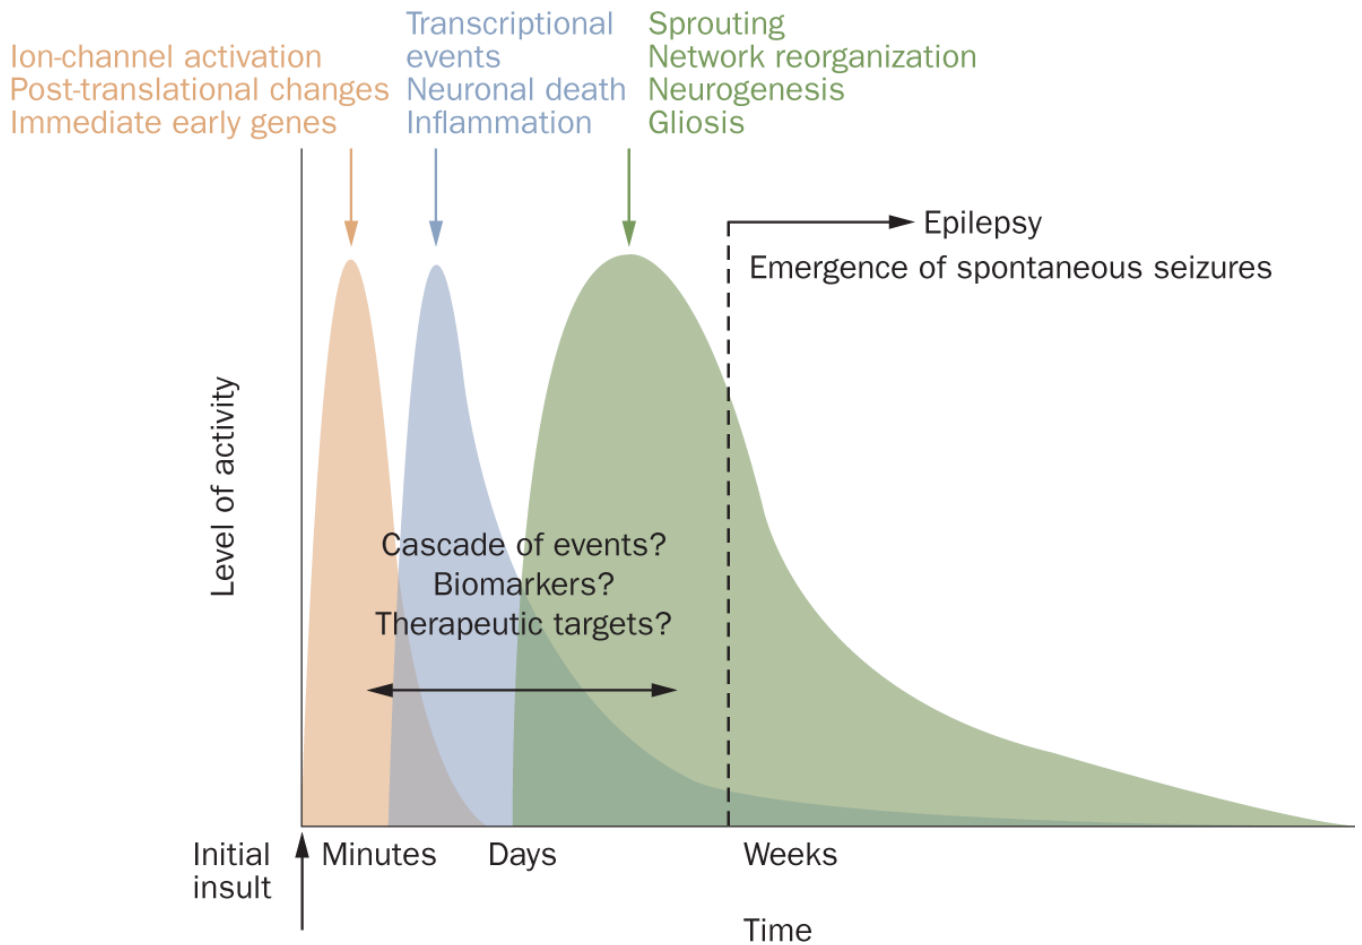 Ion-channel activation
Post-translational changes
Immediate early genes
Transcriptional
events
Neuronal death
Inflammation
Sprouting
Network reorganization
Neurogenesis
Gliosis
Epilepsy
Emergence of spontaneous seizures
Level of activity
Cascade of events?
Biomarkers?
Therapeutic targets?
Initial
insult
Minutes
Days
Weeks
Time